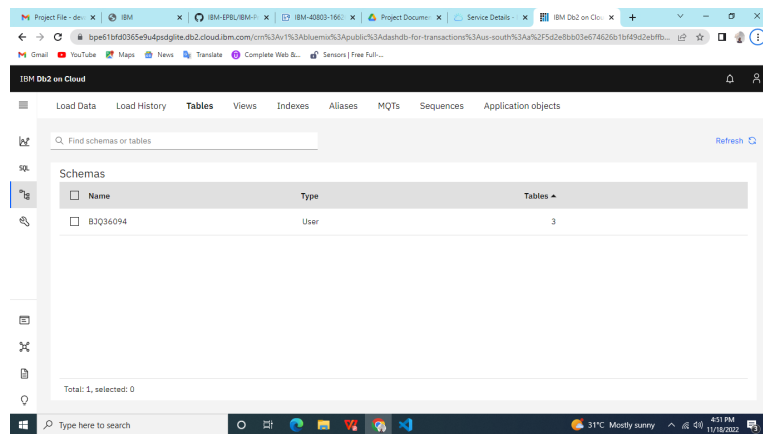 Project File - dev
IBM
IBM-EPBL/IBM-P
IBM-40803-1662
Project Documen
Service Details -
IBM Db2 on Clou
bpe61bfd0365e9u4psdglite.db2.cloud.ibm.com/crn%3Av1%3Abluemix%3Apublic%3Adashdb-for-transactions%3Aus-south%3Aa%2F5d2e8bb03e674626b1bf49d2ebffb...
Gmail YouTube Maps News Translate Complete Web &... Sensors | Free Full-...
IBM Db2 on Cloud
Load Data Load History Tables Views Indexes Aliases MQTs Sequences Application objects
Find schemas or tables
Refresh
SQL
Schemas
Name Type Tables
BJQ36094 User 3
Total: 1, selected: 0
Type here to search
31°C Mostly sunny
4:51 PM
11/18/2022
3